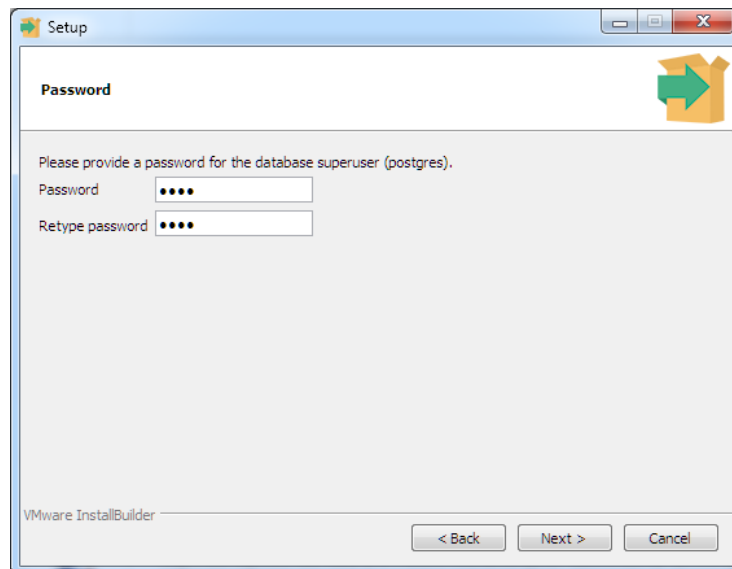 Setup
Password
Please provide a password for the database superuser (postgres).
Password ••••
Retype password ••••
VMware InstallBuilder
< Back Next > Cancel